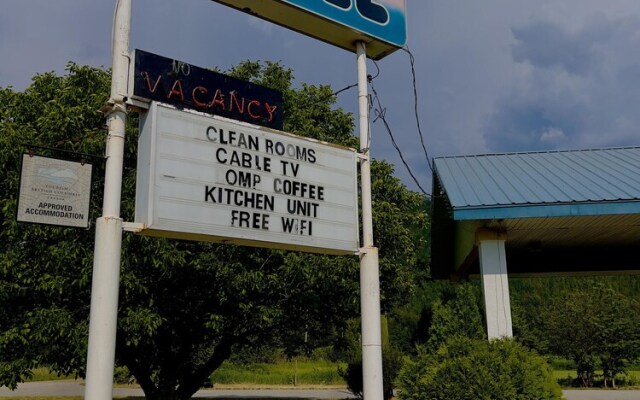 NO
VACANCY
CLEAN ROOMS
CABLE TV
OMP COFFEE
KITCHEN UNIT
FREE WIFI
APPROVED
ACCOMMODATION